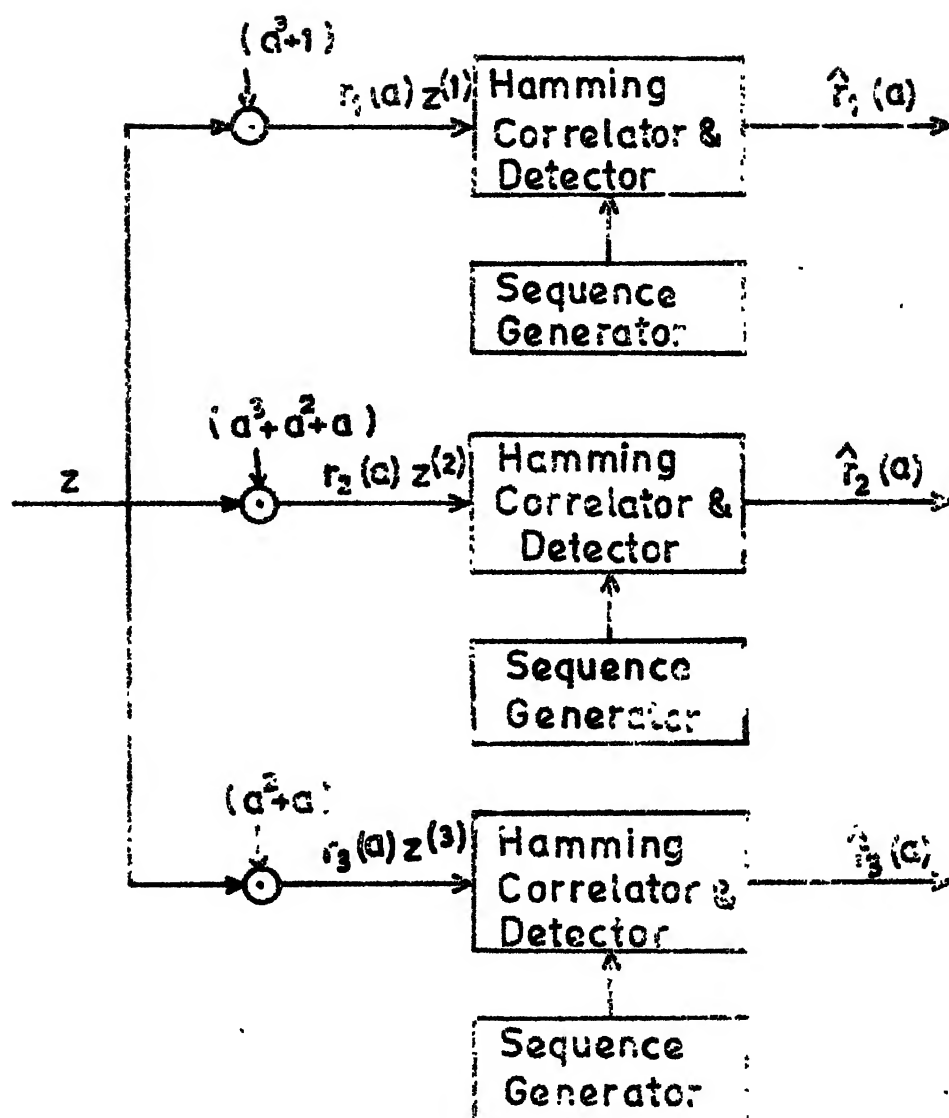 (a³+1)
r₁(a) z⁽¹⁾
Hamming
Correlator &
Detector
r̂₁(a)
Sequence
Generator
(a³+a²+a)
z
r₂(a) z⁽²⁾
Hamming
Correlator &
Detector
r̂₂(a)
Sequence
Generator
(a²+a)
r₃(a) z⁽³⁾
Hamming
Correlator &
Detector
r̂₃(a)
Sequence
Generator